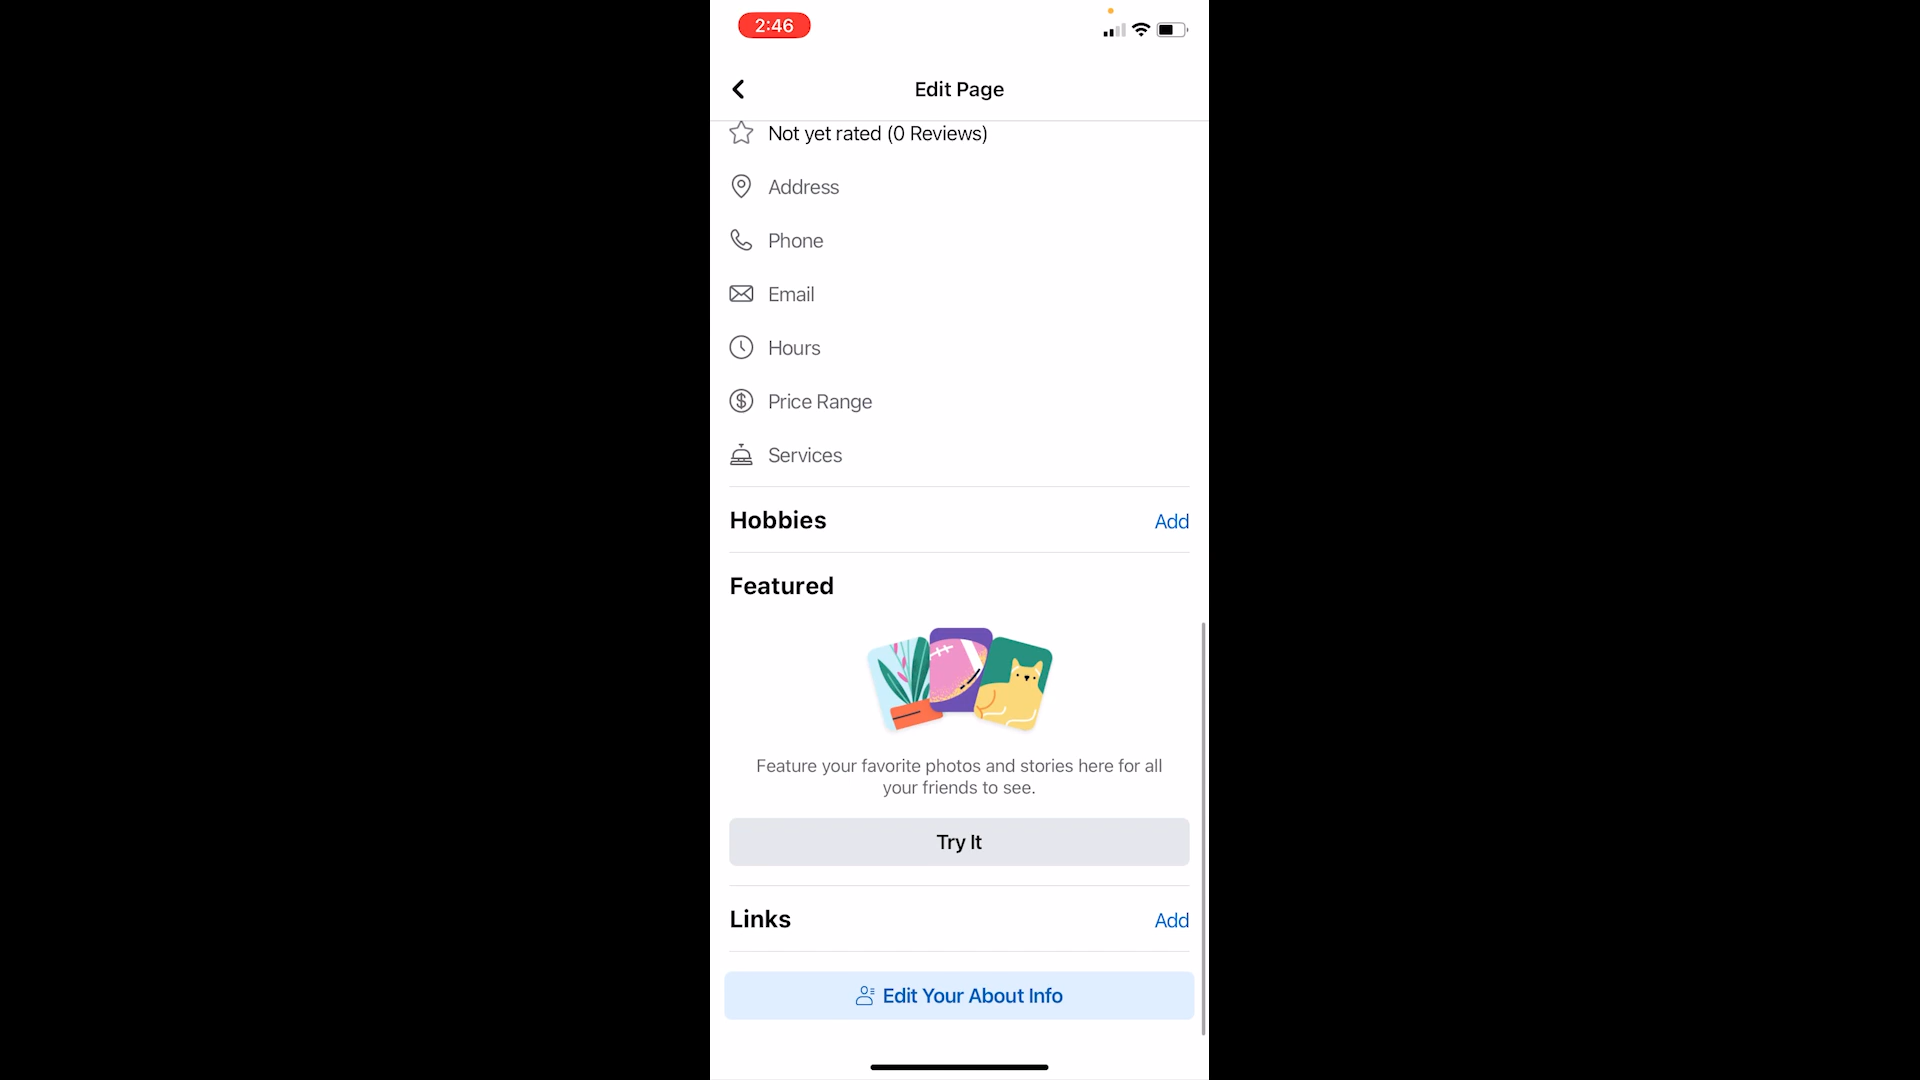 2:46
Edit Page
Not yet rated (0 Reviews)
Address
Phone
Email
Hours
Price Range
Services
Hobbies
Add
Featured
Feature your favorite photos and stories here for all
your friends to see.
Try It
Links
Add
Edit Your About Info